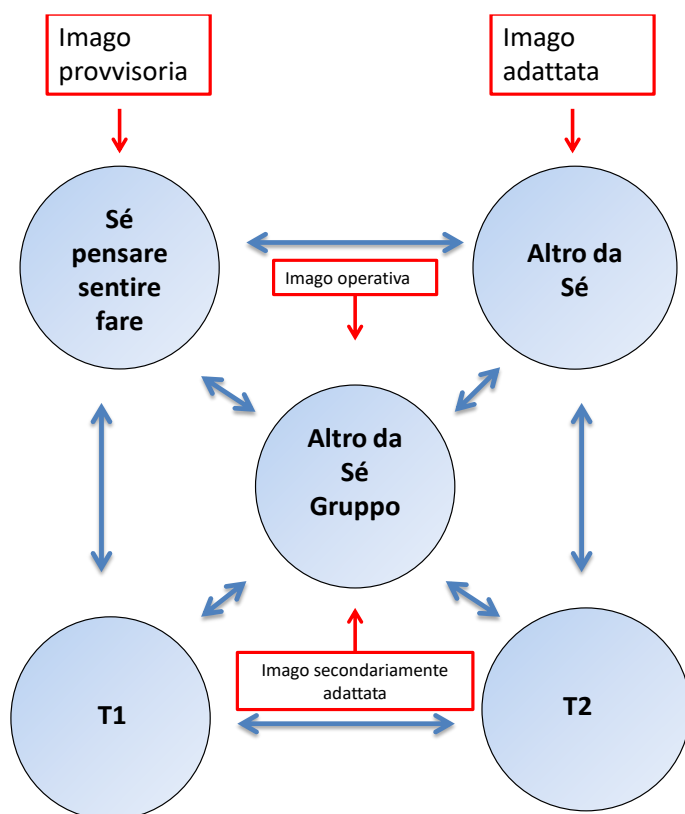 Imago
provvisoria
Imago
adattata
Sé
pensare
sentire
fare
Altro da
Sé
Imago operativa
Altro da
Sé
Gruppo
Imago secondariamente
adattata
T1
T2